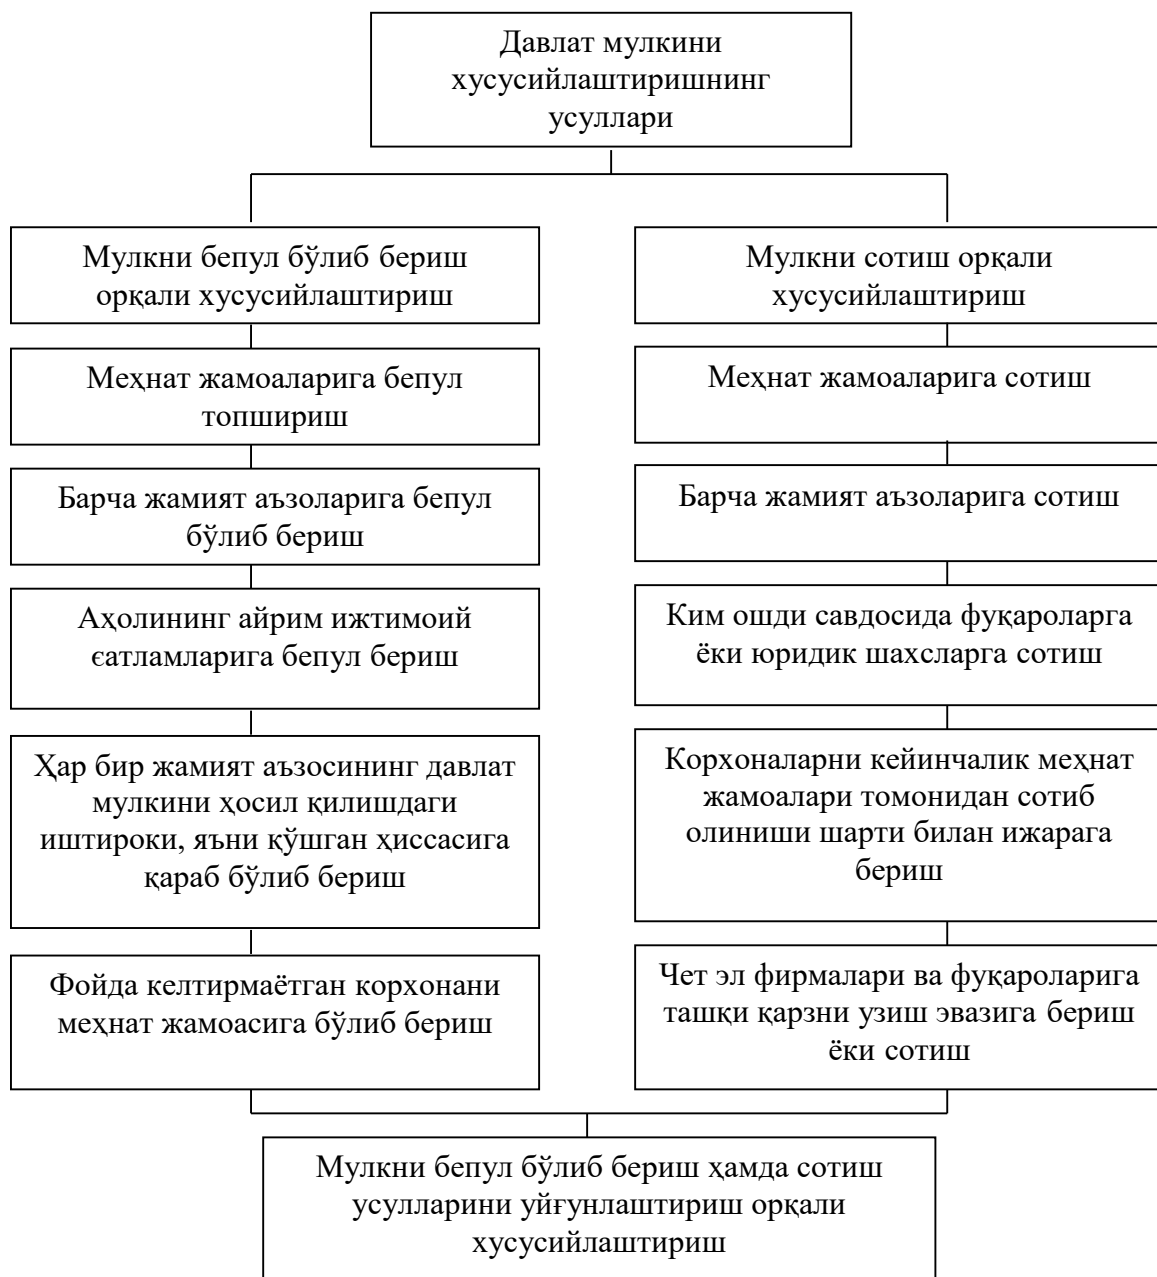 Давлат мулкини
хусусийлаштиришнинг
усуллари
Мулкни бепул бўлиб бериш
орқали хусусийлаштириш
Меҳнат жамоаларига бепул
топшириш
Барча жамият аъзоларига бепул
бўлиб бериш
Аҳолининг айрим ижтимоий
єатламларига бепул бериш
Ҳар бир жамият аъзосининг давлат
мулкини ҳосил қилишдаги
иштироки, яъни қўшган ҳиссасига
қараб бўлиб бериш
Фойда келтирмаётган корхонани
меҳнат жамоасига бўлиб бериш
Мулкни сотиш орқали
хусусийлаштириш
Меҳнат жамоаларига сотиш
Барча жамият аъзоларига сотиш
Ким ошди савдосида фуқароларга
ёки юридик шахсларга сотиш
Корхоналарни кейинчалик меҳнат
жамоалари томонидан сотиб
олиниши шарти билан ижарага
бериш
Чет эл фирмалари ва фуқароларига
ташқи қарзни узиш эвазига бериш
ёки сотиш
Мулкни бепул бўлиб бериш ҳамда сотиш
усулларини уйғунлаштириш орқали
хусусийлаштириш